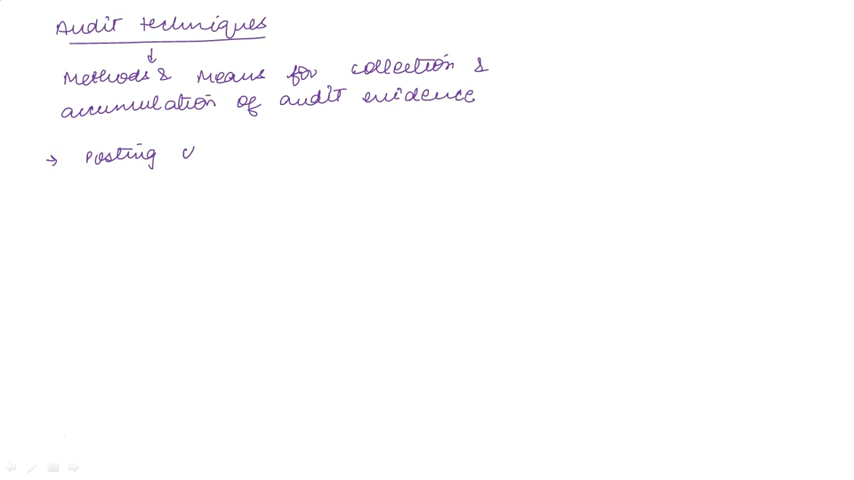 Audit techniques
↓
Methods & Means for collection &
accumulation of audit evidence
→ Posting c